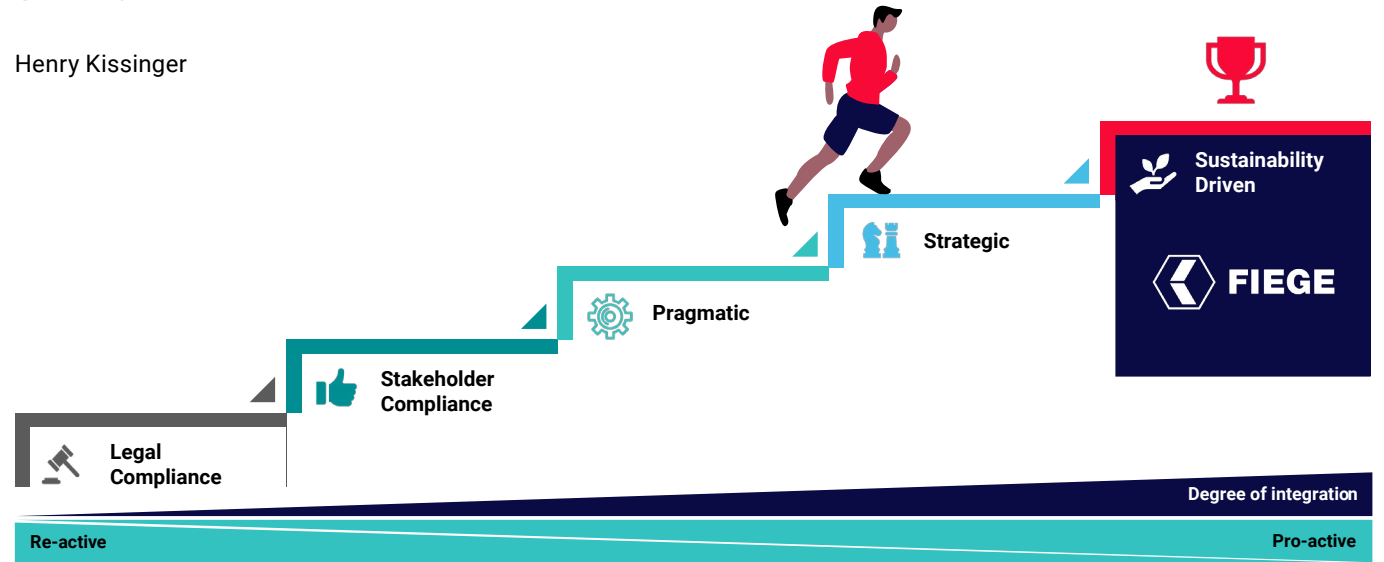 Henry Kissinger
Sustainability
Driven
FIEGE
Strategic
Pragmatic
Stakeholder
Compliance
Legal
Compliance
Degree of integration
Re-active
Pro-active